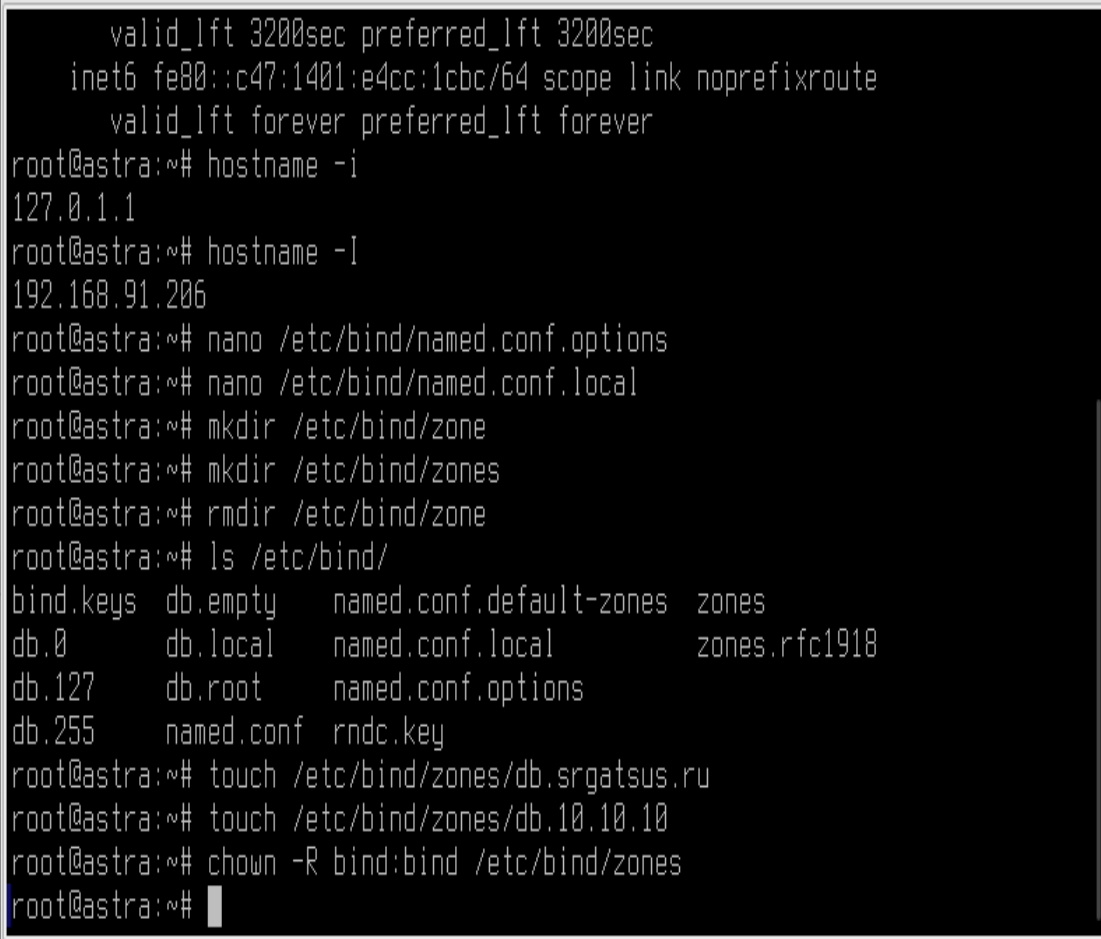 valid_lft 3200sec preferred_lft 3200sec
inet6 fe80::c47:1401:e4cc:1cbc/64 scope link noprefixroute
valid_lft forever preferred_lft forever
root@astra:~# hostname -i
127.0.1.1
root@astra:~# hostname -I
192.168.91.206
root@astra:~# nano /etc/bind/named.conf.options
root@astra:~# nano /etc/bind/named.conf.local
root@astra:~# mkdir /etc/bind/zone
root@astra:~# mkdir /etc/bind/zones
root@astra:~# rmdir /etc/bind/zone
root@astra:~# ls /etc/bind/
bind.keys  db.empty    named.conf.default-zones  zones
db.0       db.local    named.conf.local          zones.rfc1918
db.127     db.root     named.conf.options
db.255     named.conf  rndc.key
root@astra:~# touch /etc/bind/zones/db.srgatsus.ru
root@astra:~# touch /etc/bind/zones/db.10.10.10
root@astra:~# chown -R bind:bind /etc/bind/zones
root@astra:~#